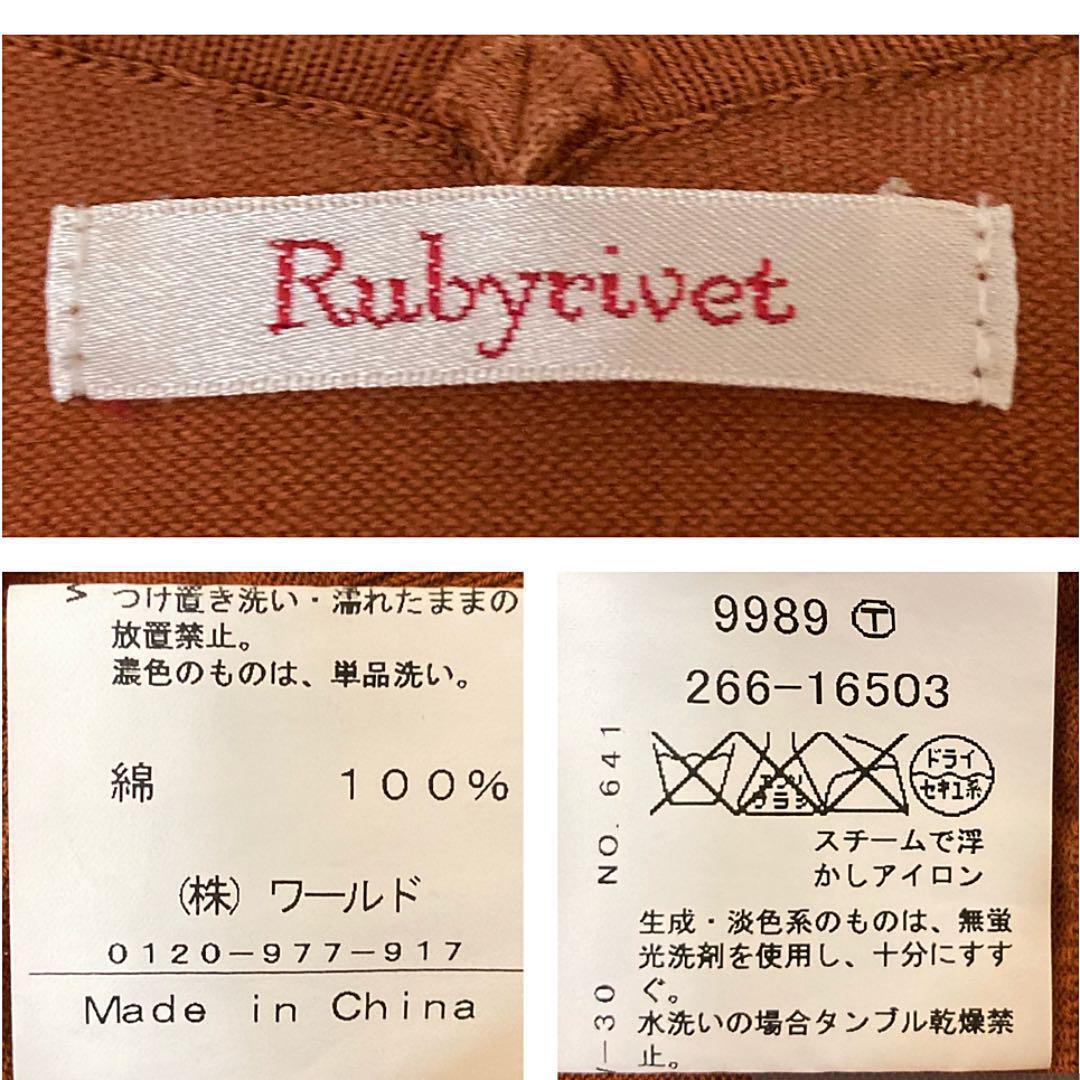 Rubyrivet
つけ置き洗い・濡れたままの
放置禁止。
濃色のものは、単品洗い。
綿 100%
(株) ワールド
0120-977-917
Made in China
9989 Ⓣ
266-16503
NO. 641
ドライ
セキユ系
スチームで浮
かしアイロン
生成・淡色系のものは、無蛍
光洗剤を使用し、十分にすす
ぐ。
水洗いの場合タンブル乾燥禁
止。
-30